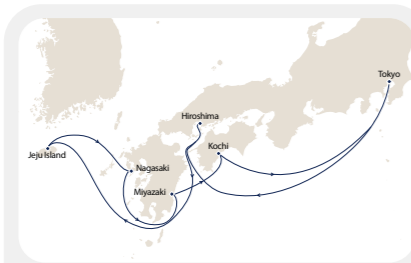 Tokyo
Hiroshima
Kochi
Jeju Island
Nagasaki
Miyazaki